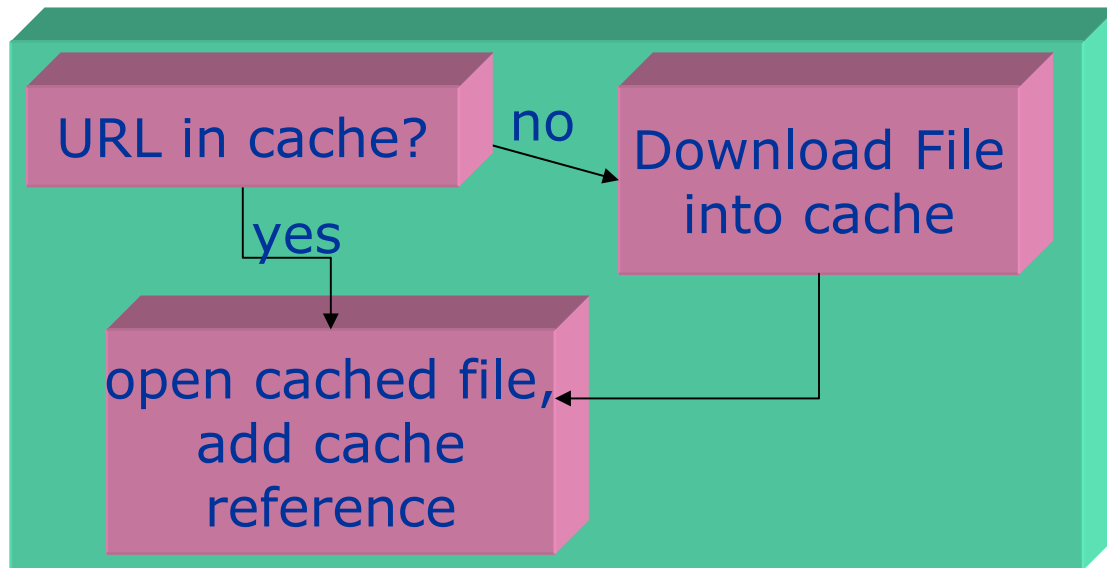 URL in cache?
no
Download File
into cache
yes
open cached file,
add cache
reference